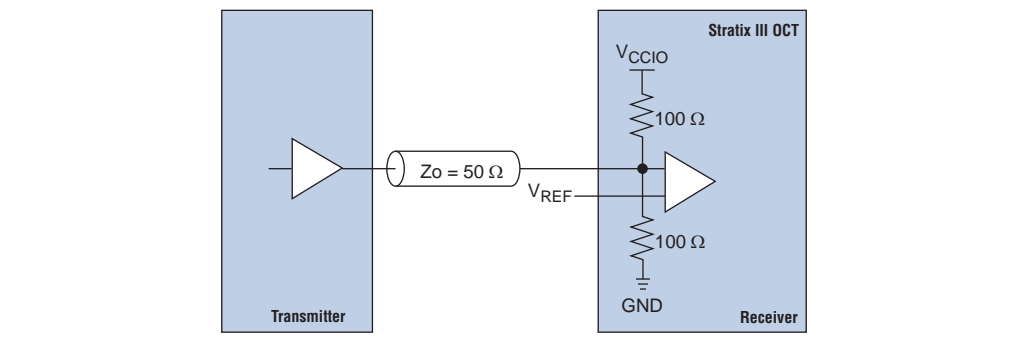 Stratix III OCT
VCCIO
100 Ω
Zo = 50 Ω
VREF
100 Ω
GND
Transmitter
Receiver